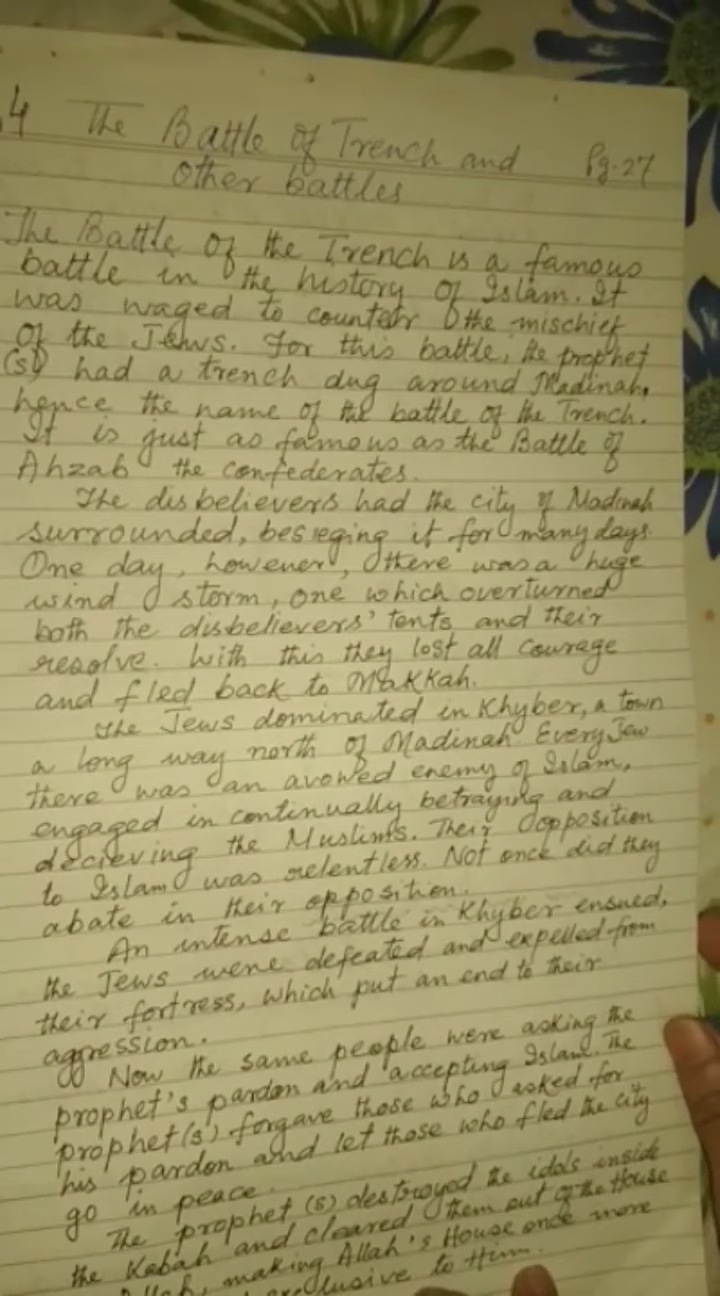 4 The Battle of Trench and Pg-27
other battles
The Battle of the Trench is a famous
battle in the history of Islam. It
was waged to counter the mischief
of the Jews. For this battle, the prophet
(s) had a trench dug around Madinah,
hence the name of the battle of the Trench.
It is just as famous as the Battle of
Ahzab the confederates.
The disbelievers had the city of Madinah
surrounded, besieging it for many days.
One day, however, there was a huge
wind storm, one which overturned
both the disbelievers' tents and their
resolve. With this they lost all courage
and fled back to Makkah.
The Jews dominated in Khyber, a town
a long way north of Madinah. Every Jew
there was an avowed enemy of Islam,
engaged in continually betraying and
decieving the Muslims. Their opposition
to Islam was relentless. Not once did they
abate in their opposition.
An intense battle in Khyber ensued,
the Jews were defeated and expelled from
their fortress, which put an end to their
aggression.
Now the same people were asking the
prophet's pardon and accepting Islam. The
prophet (s) forgave those who asked for
his pardon and let those who fled the city
go in peace.
The prophet (s) destroyed the idols inside
the Kabah and cleared them out of the House
making Allah's House once more
to Him.